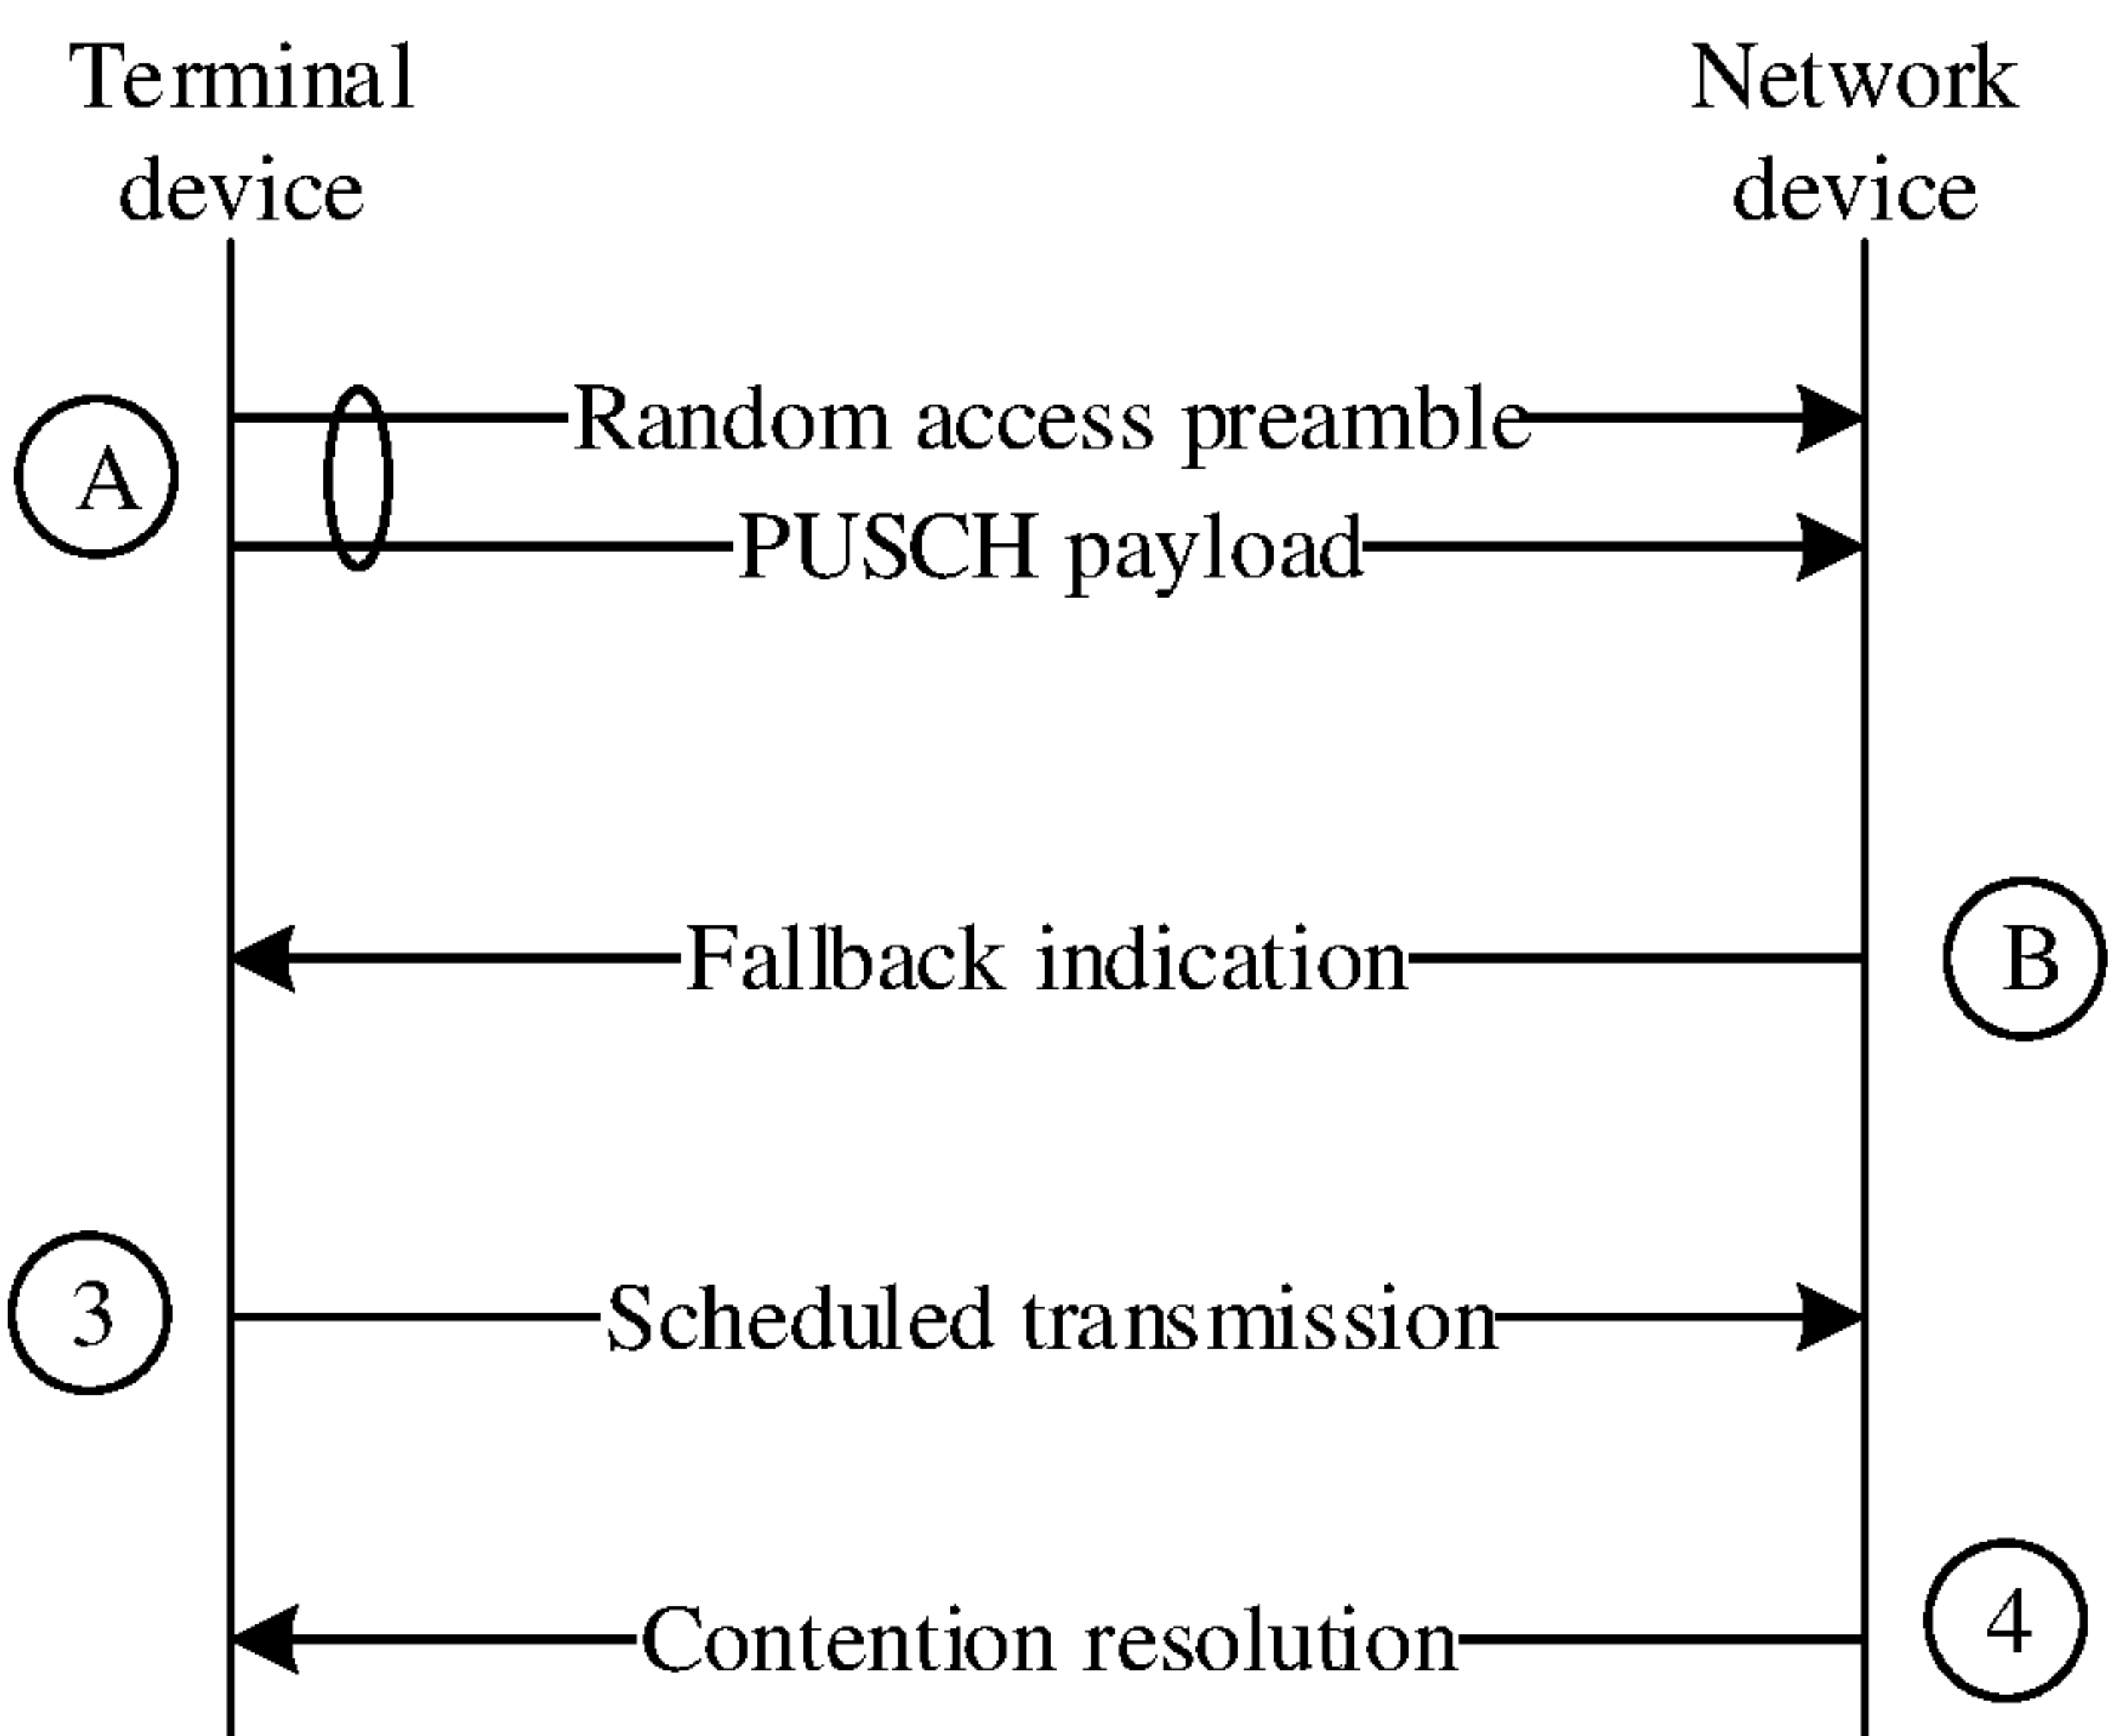 Terminal
device
Network
device
A
Random access preamble
PUSCH payload
Fallback indication
B
3
Scheduled transmission
Contention resolution
4